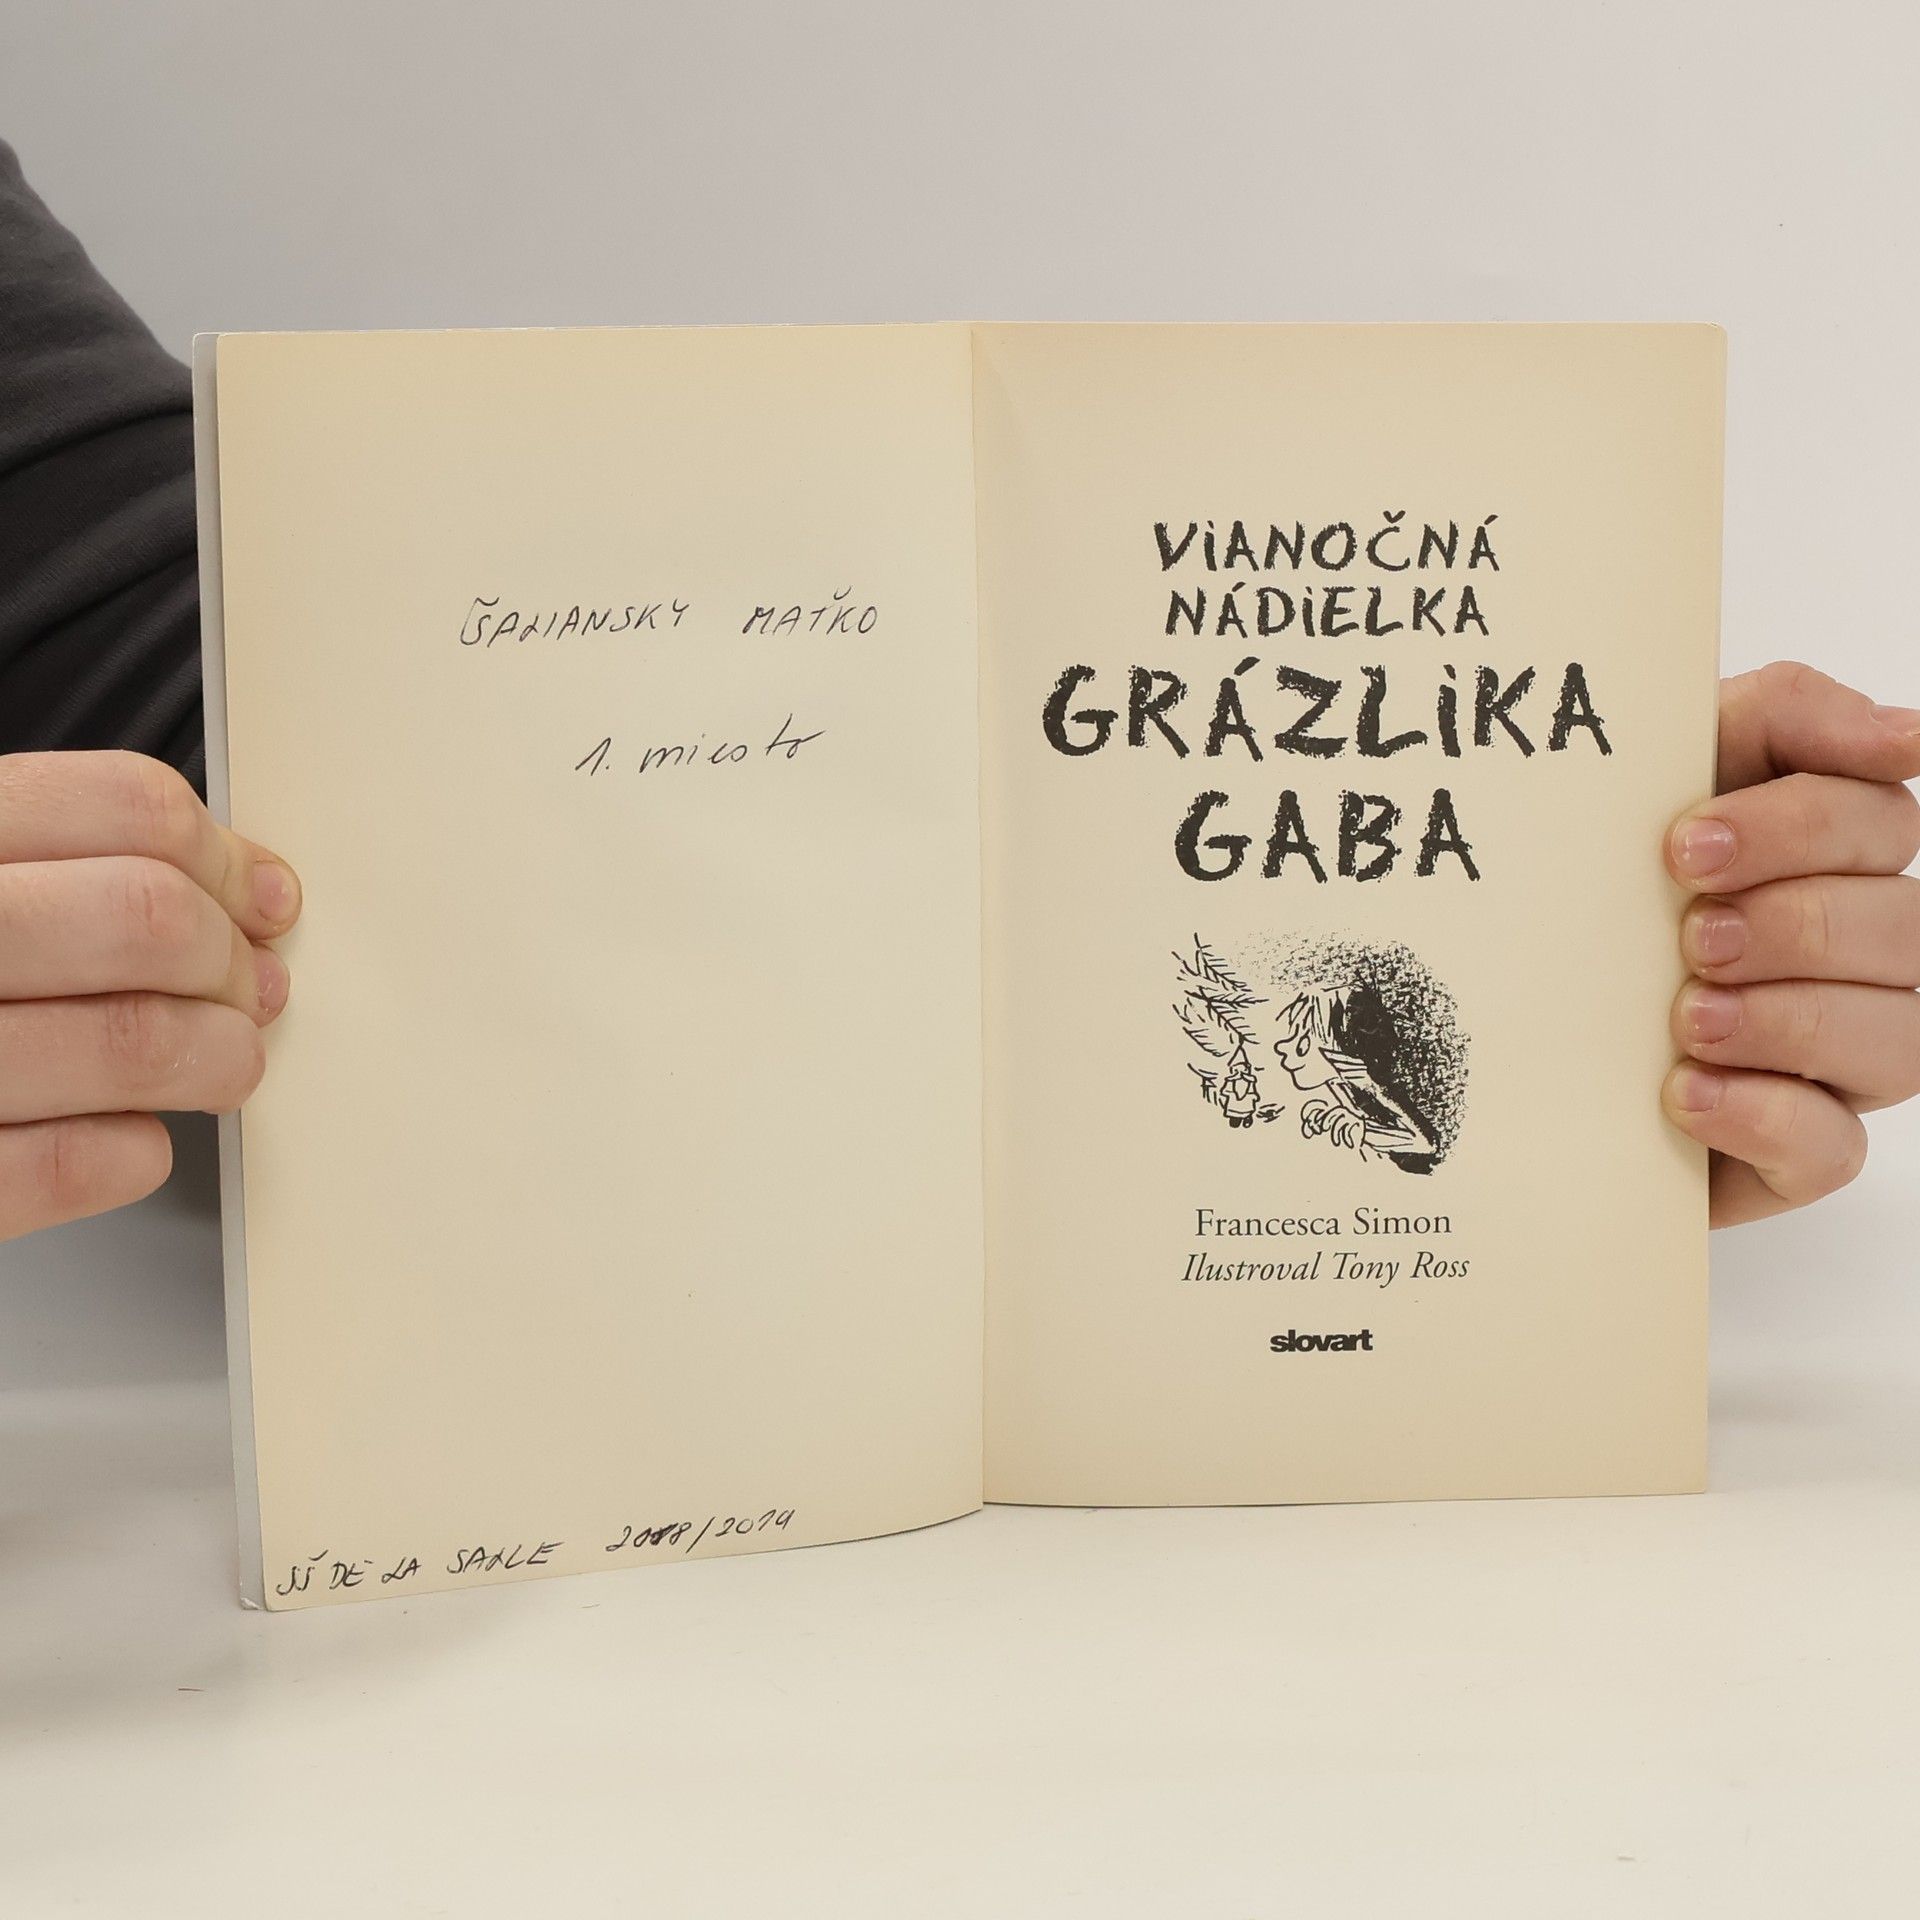 ŠALIANSKY MAŤKO
1. miesto
SŠ DE LA SALLE 2018/2019
VIANOČNÁ
NÁDIELKA
GRÁZLIKA
GABA
Francesca Simon
Ilustroval Tony Ross
slovart